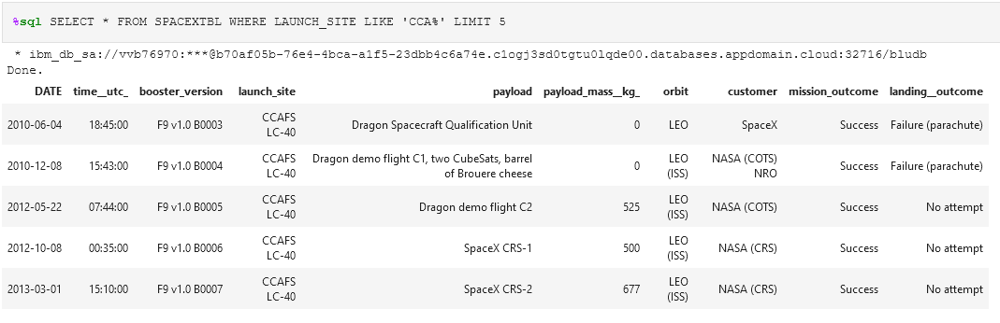 %sql SELECT * FROM SPACEXTBL WHERE LAUNCH_SITE LIKE 'CCA%' LIMIT 5
* ibm_db_sa://vvb76970:***@b70af05b-76e4-4bca-a1f5-23dbb4c6a74e.c1ogj3sd0tgtu0lqde00.databases.appdomain.cloud:32716/bludb
Done.
DATE time__utc_ booster_version launch_site payload payload_mass__kg_ orbit customer mission_outcome landing__outcome
2010-06-04 18:45:00 F9 v1.0 B0003 CCAFS LC-40 Dragon Spacecraft Qualification Unit 0 LEO SpaceX Success Failure (parachute)
2010-12-08 15:43:00 F9 v1.0 B0004 CCAFS LC-40 Dragon demo flight C1, two CubeSats, barrel of Brouere cheese 0 LEO (ISS) NASA (COTS) NRO Success Failure (parachute)
2012-05-22 07:44:00 F9 v1.0 B0005 CCAFS LC-40 Dragon demo flight C2 525 LEO (ISS) NASA (COTS) Success No attempt
2012-10-08 00:35:00 F9 v1.0 B0006 CCAFS LC-40 SpaceX CRS-1 500 LEO (ISS) NASA (CRS) Success No attempt
2013-03-01 15:10:00 F9 v1.0 B0007 CCAFS LC-40 SpaceX CRS-2 677 LEO (ISS) NASA (CRS) Success No attempt